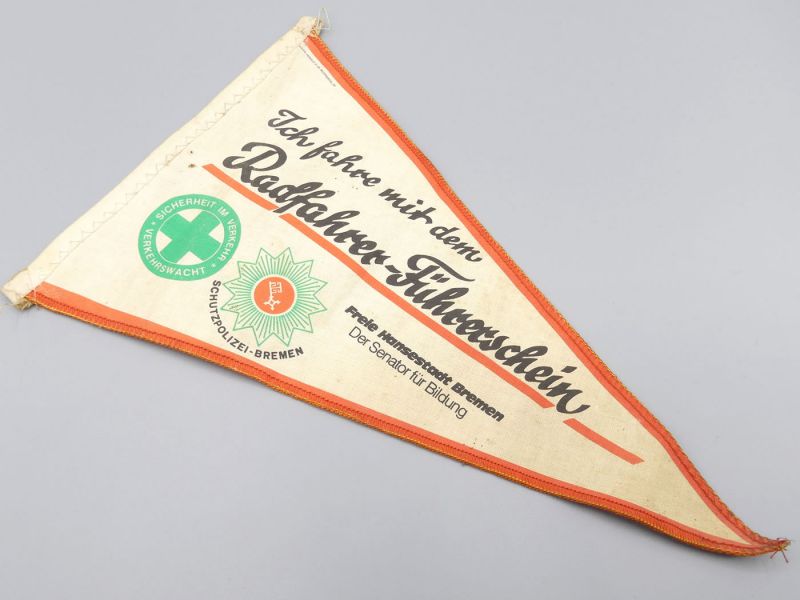 Ich fahre mit dem
Radfahrer-Führerschein
SICHERHEIT IM VERKEHR
VERKEHRSWACHT
SCHUTZPOLIZEI-BREMEN
Freie Hansestadt Bremen
Der Senator für Bildung